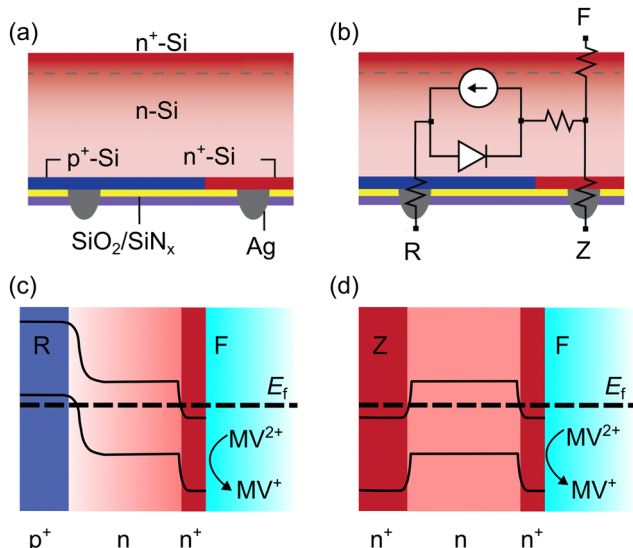 (a)
n⁺-Si
n-Si
p⁺-Si
n⁺-Si
SiO₂/SiNₓ
Ag
(b)
F
R
Z
(c)
R
F
E_f
MV²⁺
MV⁺
p⁺
n
n⁺
(d)
Z
F
E_f
MV²⁺
MV⁺
n⁺
n
n⁺